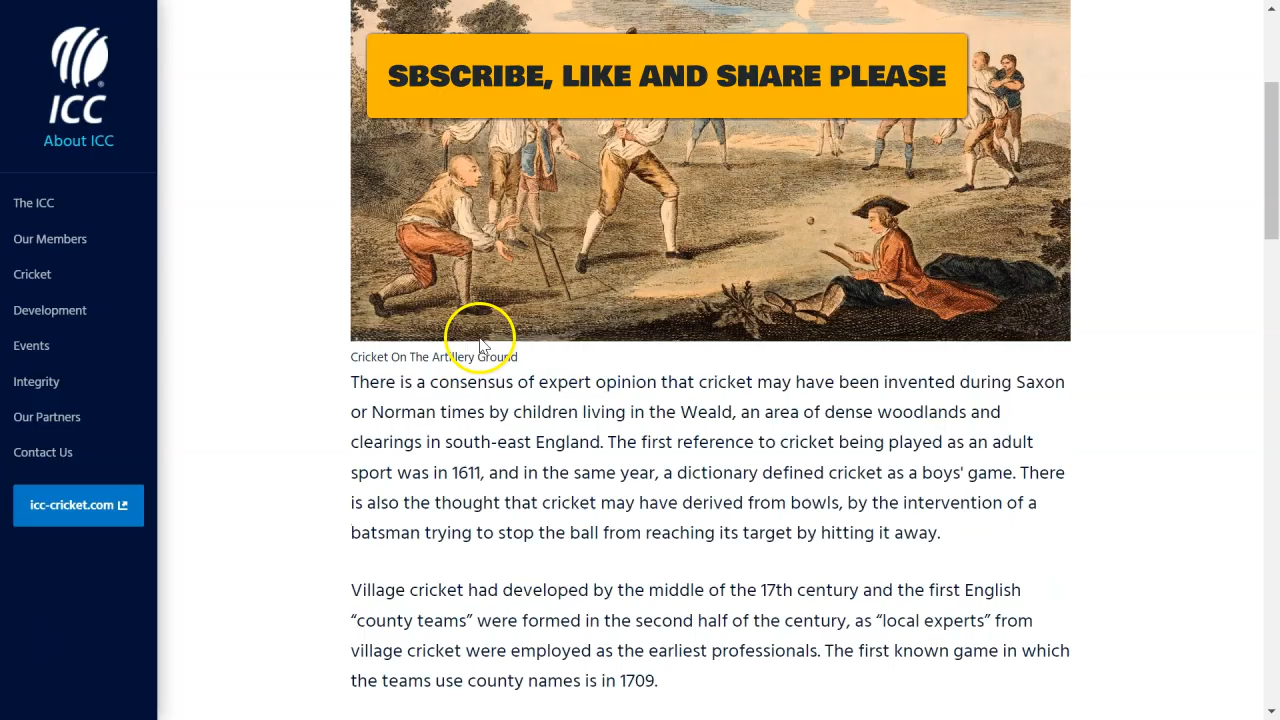 ICC
About ICC
The ICC
Our Members
Cricket
Development
Events
Integrity
Our Partners
Contact Us
icc-cricket.com
SBSCRIBE, LIKE AND SHARE PLEASE
Cricket On The Artillery Ground
There is a consensus of expert opinion that cricket may have been invented during Saxon
or Norman times by children living in the Weald, an area of dense woodlands and
clearings in south-east England. The first reference to cricket being played as an adult
sport was in 1611, and in the same year, a dictionary defined cricket as a boys' game. There
is also the thought that cricket may have derived from bowls, by the intervention of a
batsman trying to stop the ball from reaching its target by hitting it away.
Village cricket had developed by the middle of the 17th century and the first English
“county teams” were formed in the second half of the century, as “local experts” from
village cricket were employed as the earliest professionals. The first known game in which
the teams use county names is in 1709.